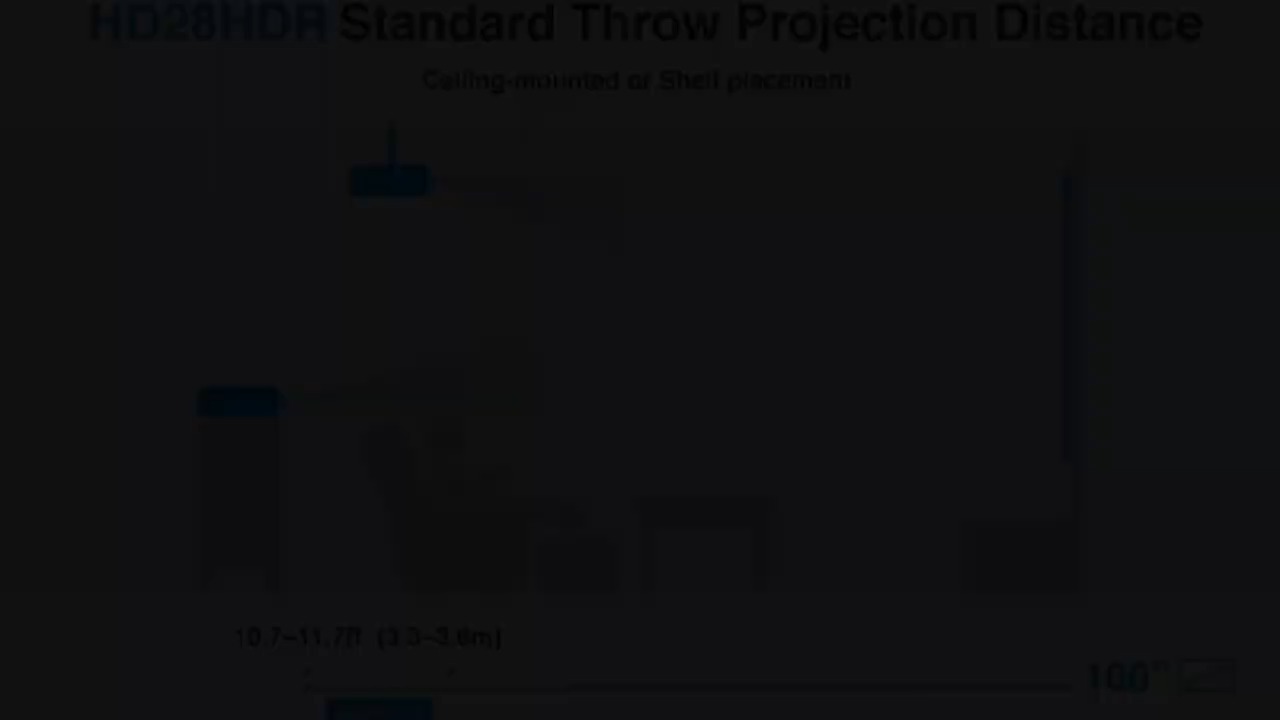 HD28HDR Standard Throw Projection Distance
Ceiling-mounted or Shelf placement
10.7–11.7ft (3.3–3.6m)
100"